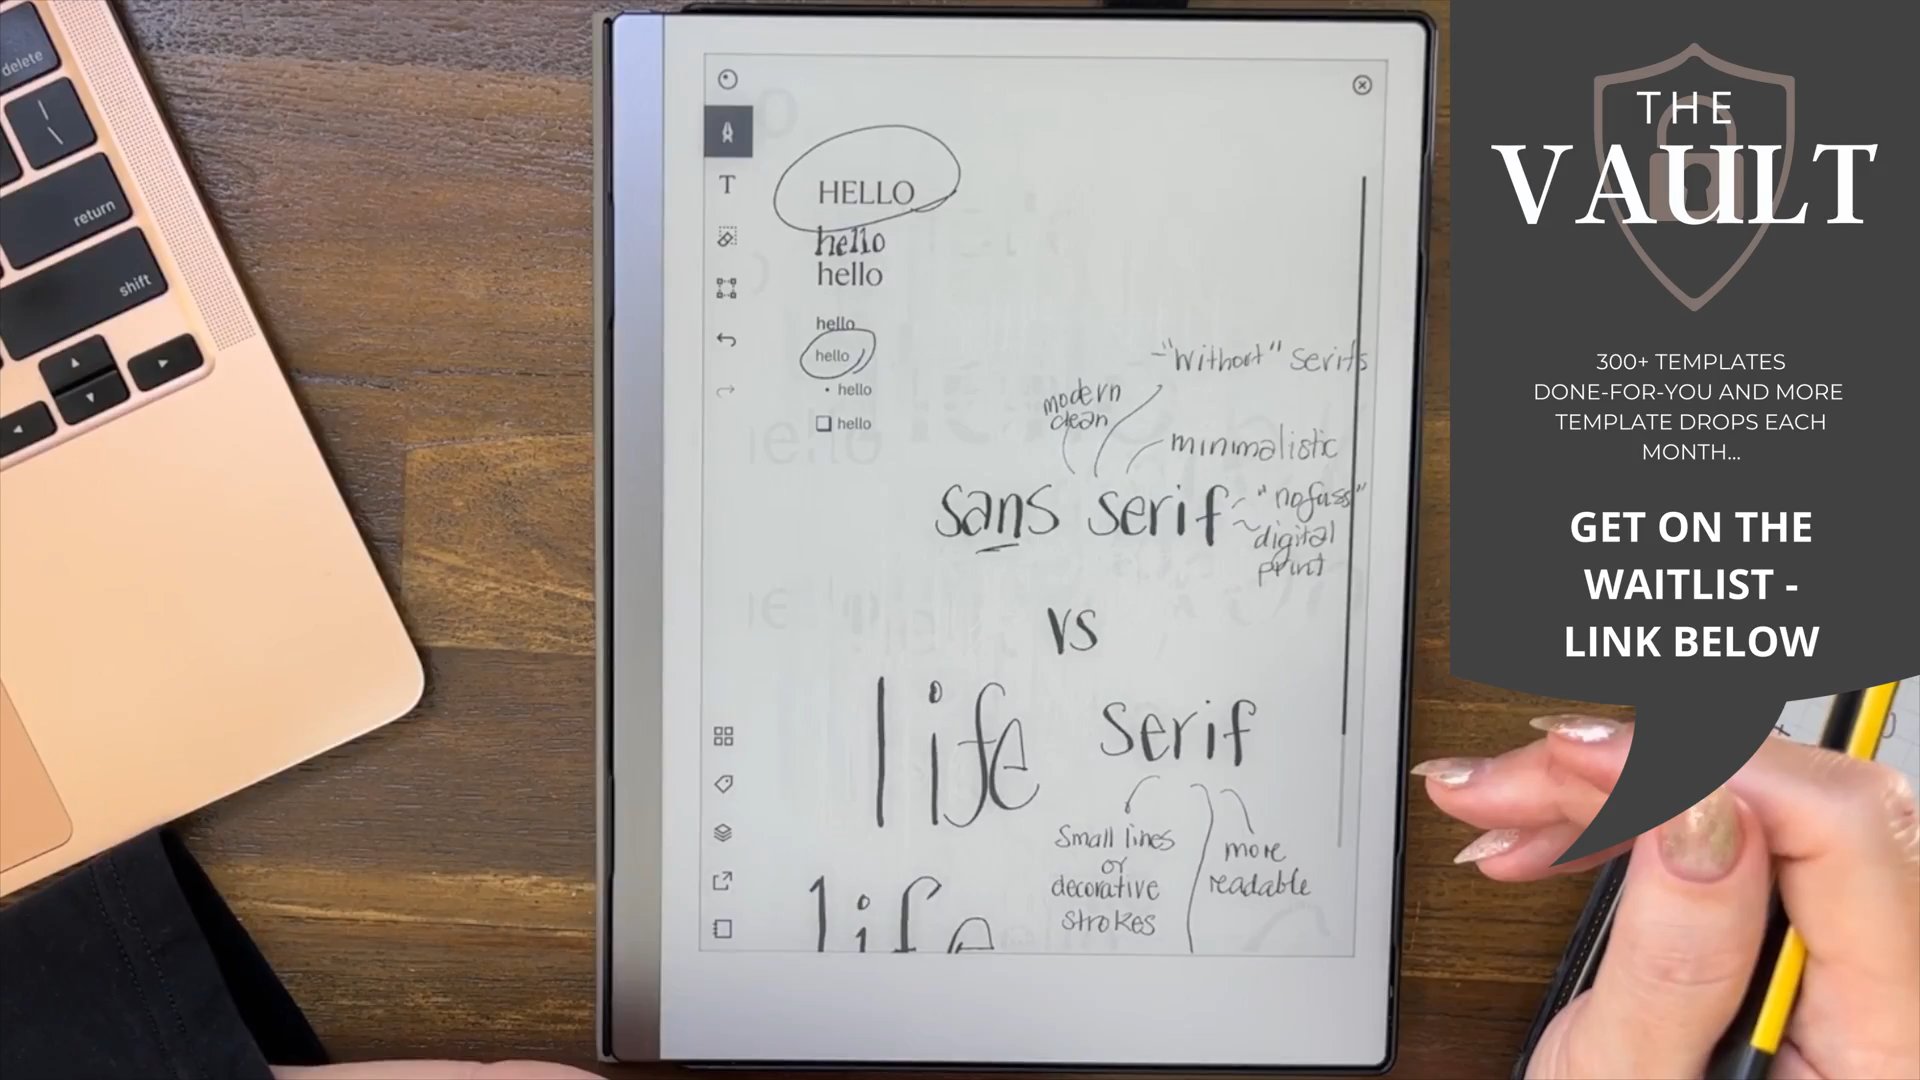 delete
|
\
return
shift
T
HELLO
hello
hello
hello
hello
• hello
hello
-"without" serifs
modern
clean
minimalistic
sans serif
"no fuss"
digital
print
vs
life
serif
small lines
or
decorative
strokes
more
readable
life
THE
VAULT
300+ TEMPLATES
DONE-FOR-YOU AND MORE
TEMPLATE DROPS EACH
MONTH...
GET ON THE
WAITLIST -
LINK BELOW